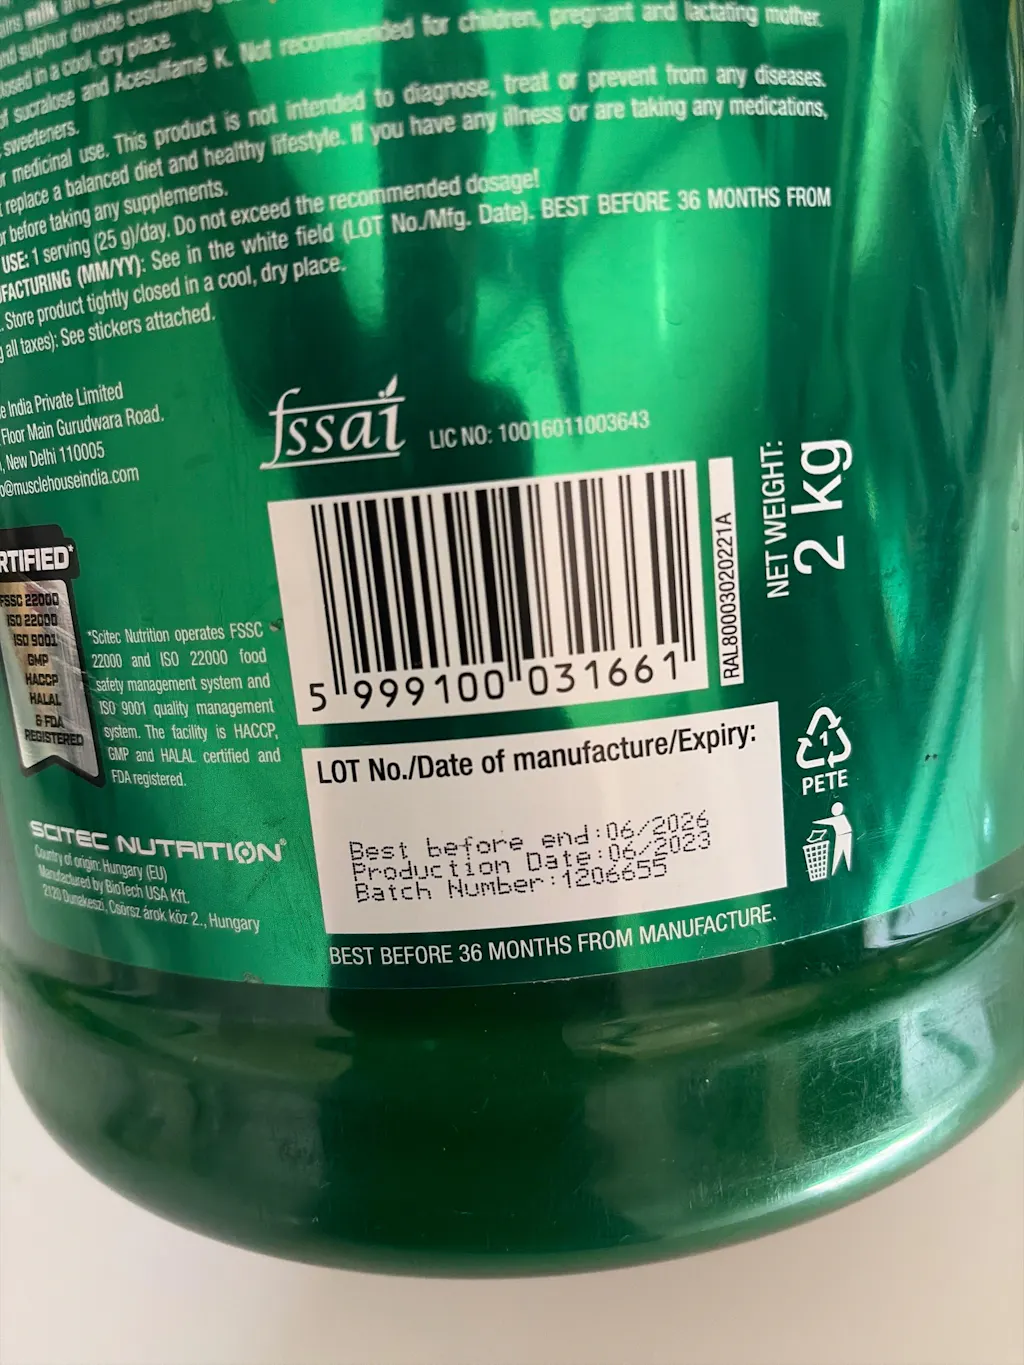 milk and
and sulphur dioxide containing
closed in a cool, dry place.
of sucralose and Acesulfame K. Not recommended for children, pregnant and lactating mother.
sweeteners.
medicinal use. This product is not intended to diagnose, treat or prevent from any diseases.
replace a balanced diet and healthy lifestyle. If you have any illness or are taking any medications,
before taking any supplements.
USE: 1 serving (25 g)/day. Do not exceed the recommended dosage!
(MM/YY): See in the white field (LOT No./Mfg. Date). BEST BEFORE 36 MONTHS FROM
Store product tightly closed in a cool, dry place.
all taxes): See stickers attached.
India Private Limited
Floor Main Gurudwara Road.
, New Delhi 110005
@musclehouseindia.com
fssai
LIC NO: 10016011003643
5 999100 031661
RAL80003020221A
NET WEIGHT:
2 kg
RTIFIED*
FSSC 22000
ISO 22000
ISO 9001
GMP
HACCP
HALAL
& FDA
REGISTERED
*Scitec Nutrition operates FSSC
22000 and ISO 22000 food
safety management system and
ISO 9001 quality management
system. The facility is HACCP,
GMP and HALAL certified and
FDA registered.
LOT No./Date of manufacture/Expiry:
Best before end:06/2026
Production Date:06/2023
Batch Number:1206655
1
PETE
SCITEC NUTRITION®
Country of origin: Hungary (EU)
Manufactured by BioTech USA Kft.
2120 Dunakeszi, Csörsz árok köz 2., Hungary
BEST BEFORE 36 MONTHS FROM MANUFACTURE.